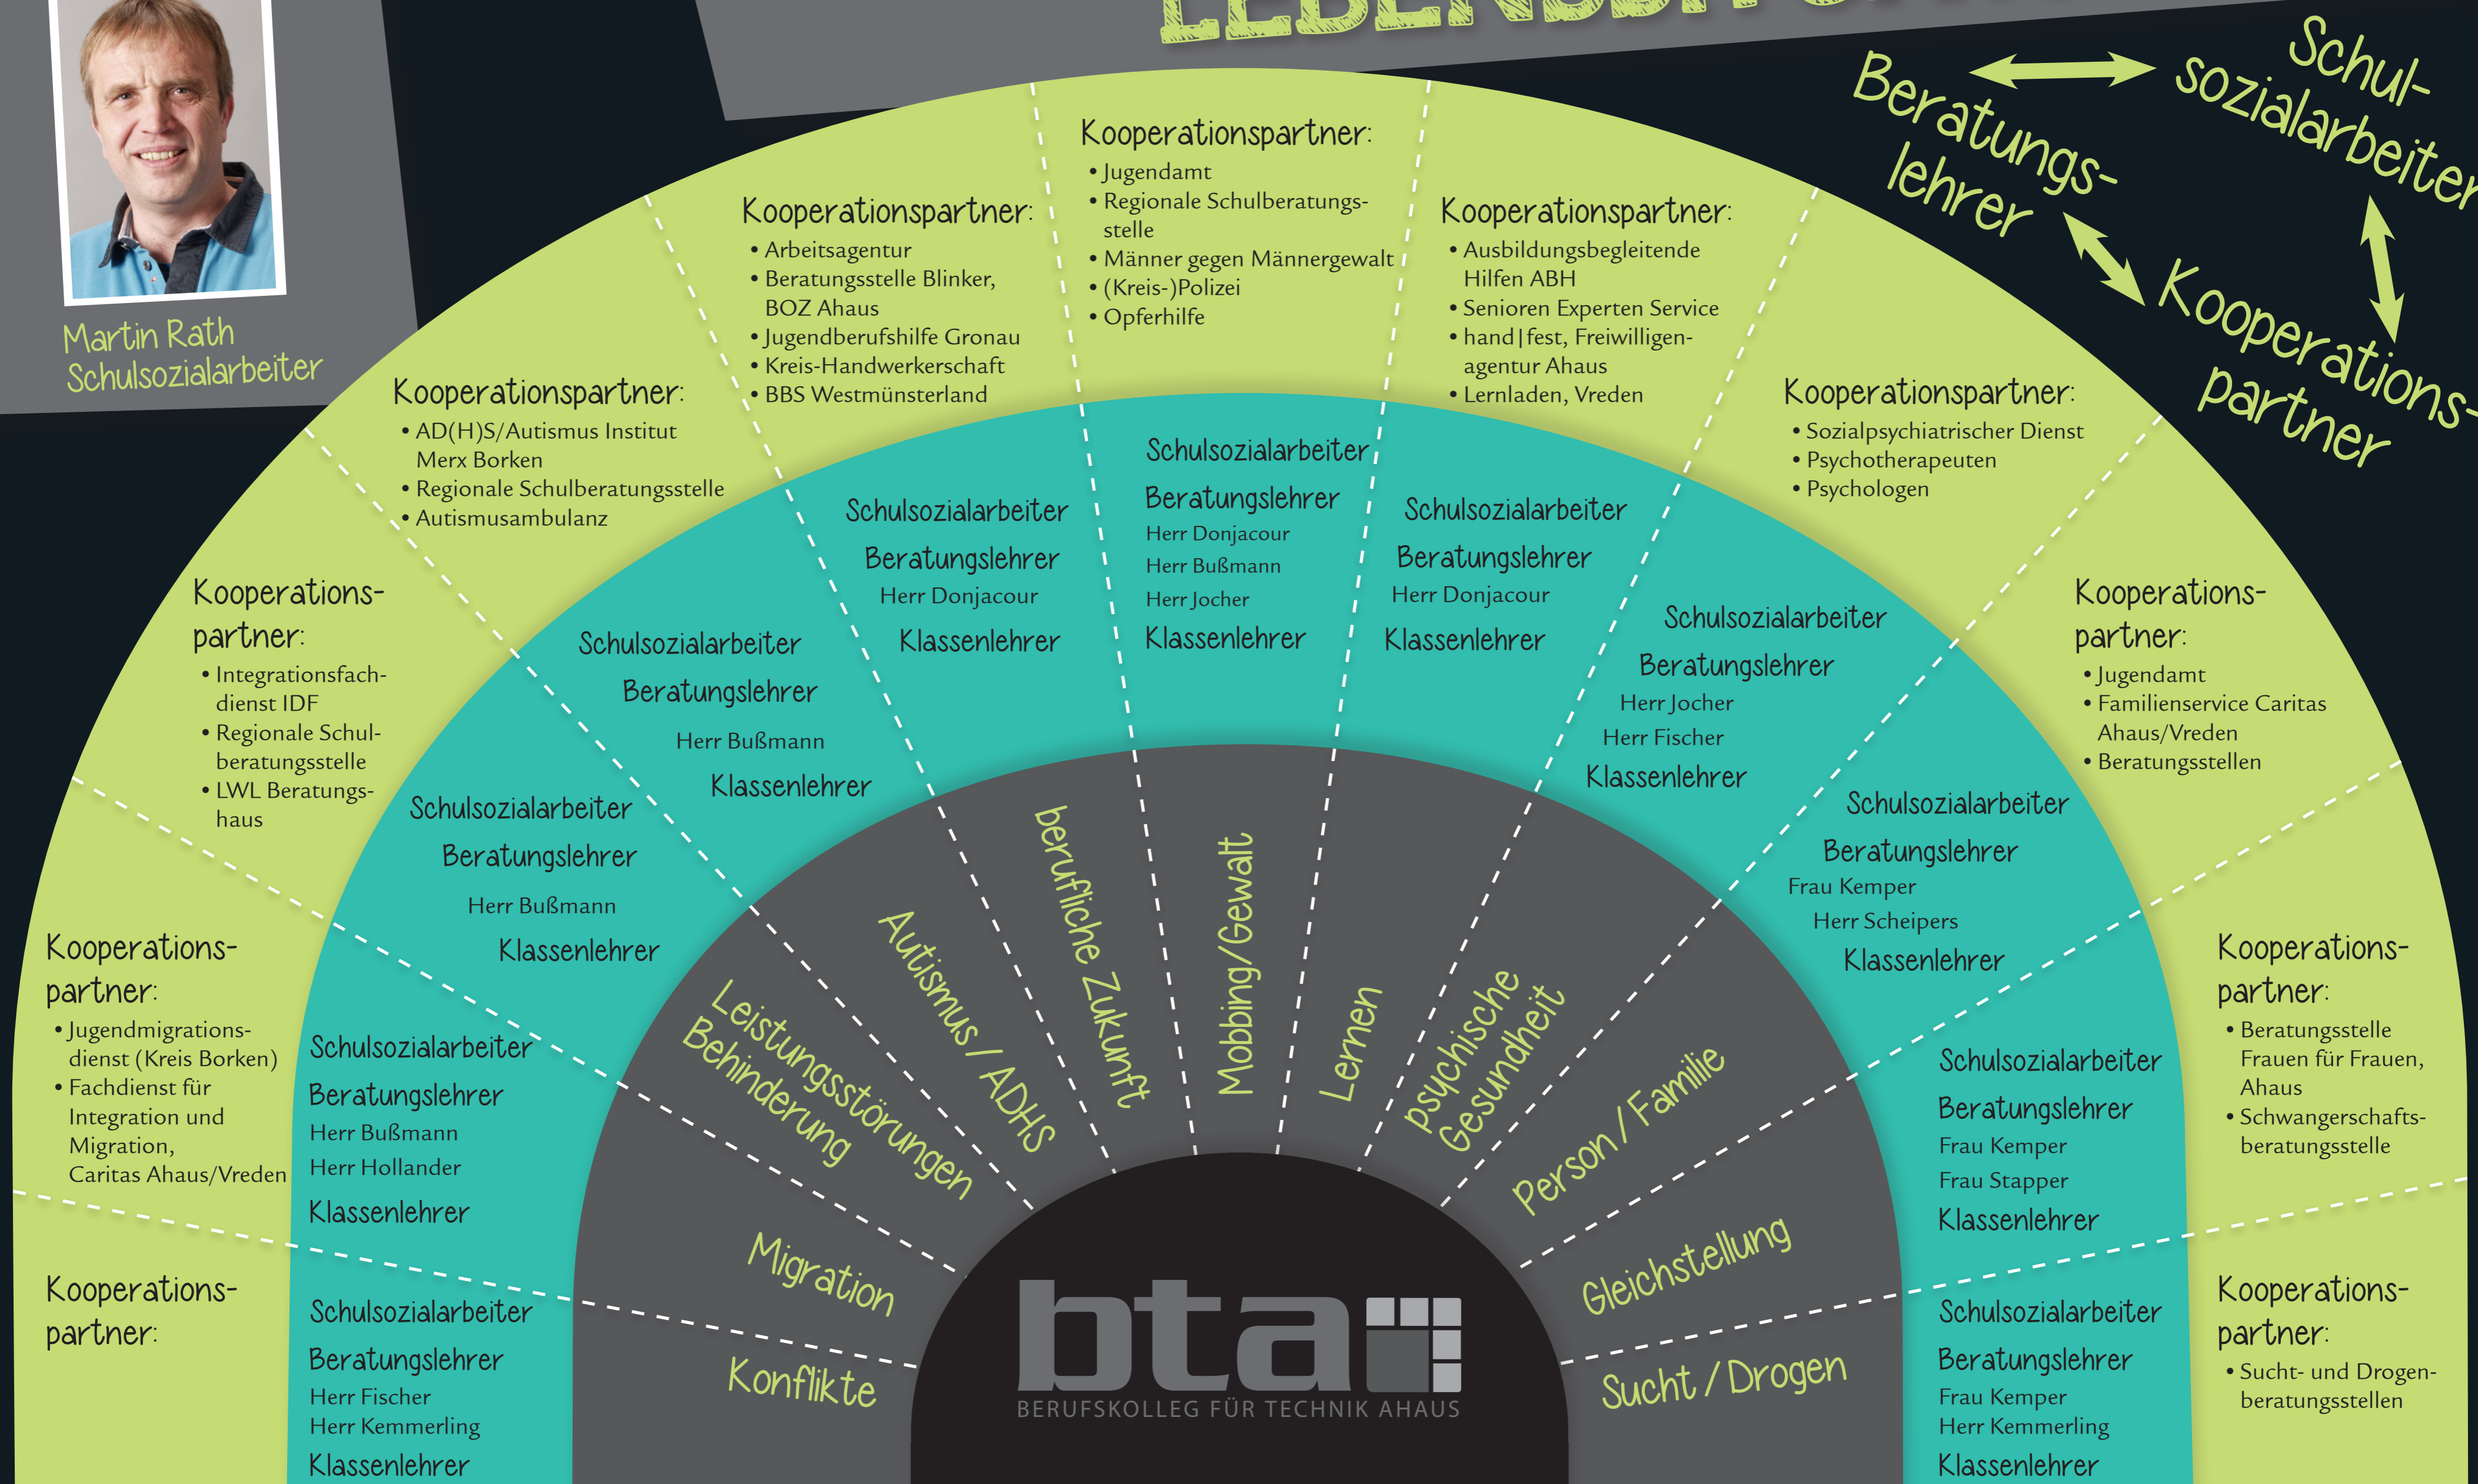 Martin Rath
Schulsozialarbeiter
Beratungs-
lehrer
Schul-
sozialarbeiter
Kooperations-
partner
Kooperations-
partner:
Schulsozialarbeiter
Beratungslehrer
Herr Fischer
Herr Kemmerling
Klassenlehrer
Konflikte
Kooperations-
partner:
• Jugendmigrations-
dienst (Kreis Borken)
• Fachdienst für
Integration und
Migration,
Caritas Ahaus/Vreden
Schulsozialarbeiter
Beratungslehrer
Herr Bußmann
Herr Hollander
Klassenlehrer
Migration
Kooperations-
partner:
• Integrationsfach-
dienst IDF
• Regionale Schul-
beratungsstelle
• LWL Beratungs-
haus
Schulsozialarbeiter
Beratungslehrer
Herr Bußmann
Klassenlehrer
Leistungsstörungen
Behinderung
Kooperationspartner:
• AD(H)S/Autismus Institut
Merx Borken
• Regionale Schulberatungsstelle
• Autismusambulanz
Schulsozialarbeiter
Beratungslehrer
Herr Bußmann
Klassenlehrer
Autismus / ADHS
Kooperationspartner:
• Arbeitsagentur
• Beratungsstelle Blinker,
BOZ Ahaus
• Jugendberufshilfe Gronau
• Kreis-Handwerkerschaft
• BBS Westmünsterland
Schulsozialarbeiter
Beratungslehrer
Herr Donjacour
Klassenlehrer
berufliche Zukunft
Kooperationspartner:
• Jugendamt
• Regionale Schulberatungs-
stelle
• Männer gegen Männergewalt
• (Kreis-)Polizei
• Opferhilfe
Schulsozialarbeiter
Beratungslehrer
Herr Donjacour
Herr Bußmann
Herr Jocher
Klassenlehrer
Mobbing/Gewalt
Kooperationspartner:
• Ausbildungsbegleitende
Hilfen ABH
• Senioren Experten Service
• hand|fest, Freiwilligen-
agentur Ahaus
• Lernladen, Vreden
Schulsozialarbeiter
Beratungslehrer
Herr Donjacour
Klassenlehrer
Lernen
Kooperationspartner:
• Sozialpsychiatrischer Dienst
• Psychotherapeuten
• Psychologen
Schulsozialarbeiter
Beratungslehrer
Herr Jocher
Herr Fischer
Klassenlehrer
psychische
Gesundheit
Kooperations-
partner:
• Jugendamt
• Familienservice Caritas
Ahaus/Vreden
• Beratungsstellen
Schulsozialarbeiter
Beratungslehrer
Frau Kemper
Herr Scheipers
Klassenlehrer
Person / Familie
Kooperations-
partner:
• Beratungsstelle
Frauen für Frauen,
Ahaus
• Schwangerschafts-
beratungsstelle
Schulsozialarbeiter
Beratungslehrer
Frau Kemper
Frau Stapper
Klassenlehrer
Gleichstellung
Kooperations-
partner:
• Sucht- und Drogen-
beratungsstellen
Schulsozialarbeiter
Beratungslehrer
Frau Kemper
Herr Kemmerling
Klassenlehrer
Sucht / Drogen
bta
BERUFSKOLLEG FÜR TECHNIK AHAUS